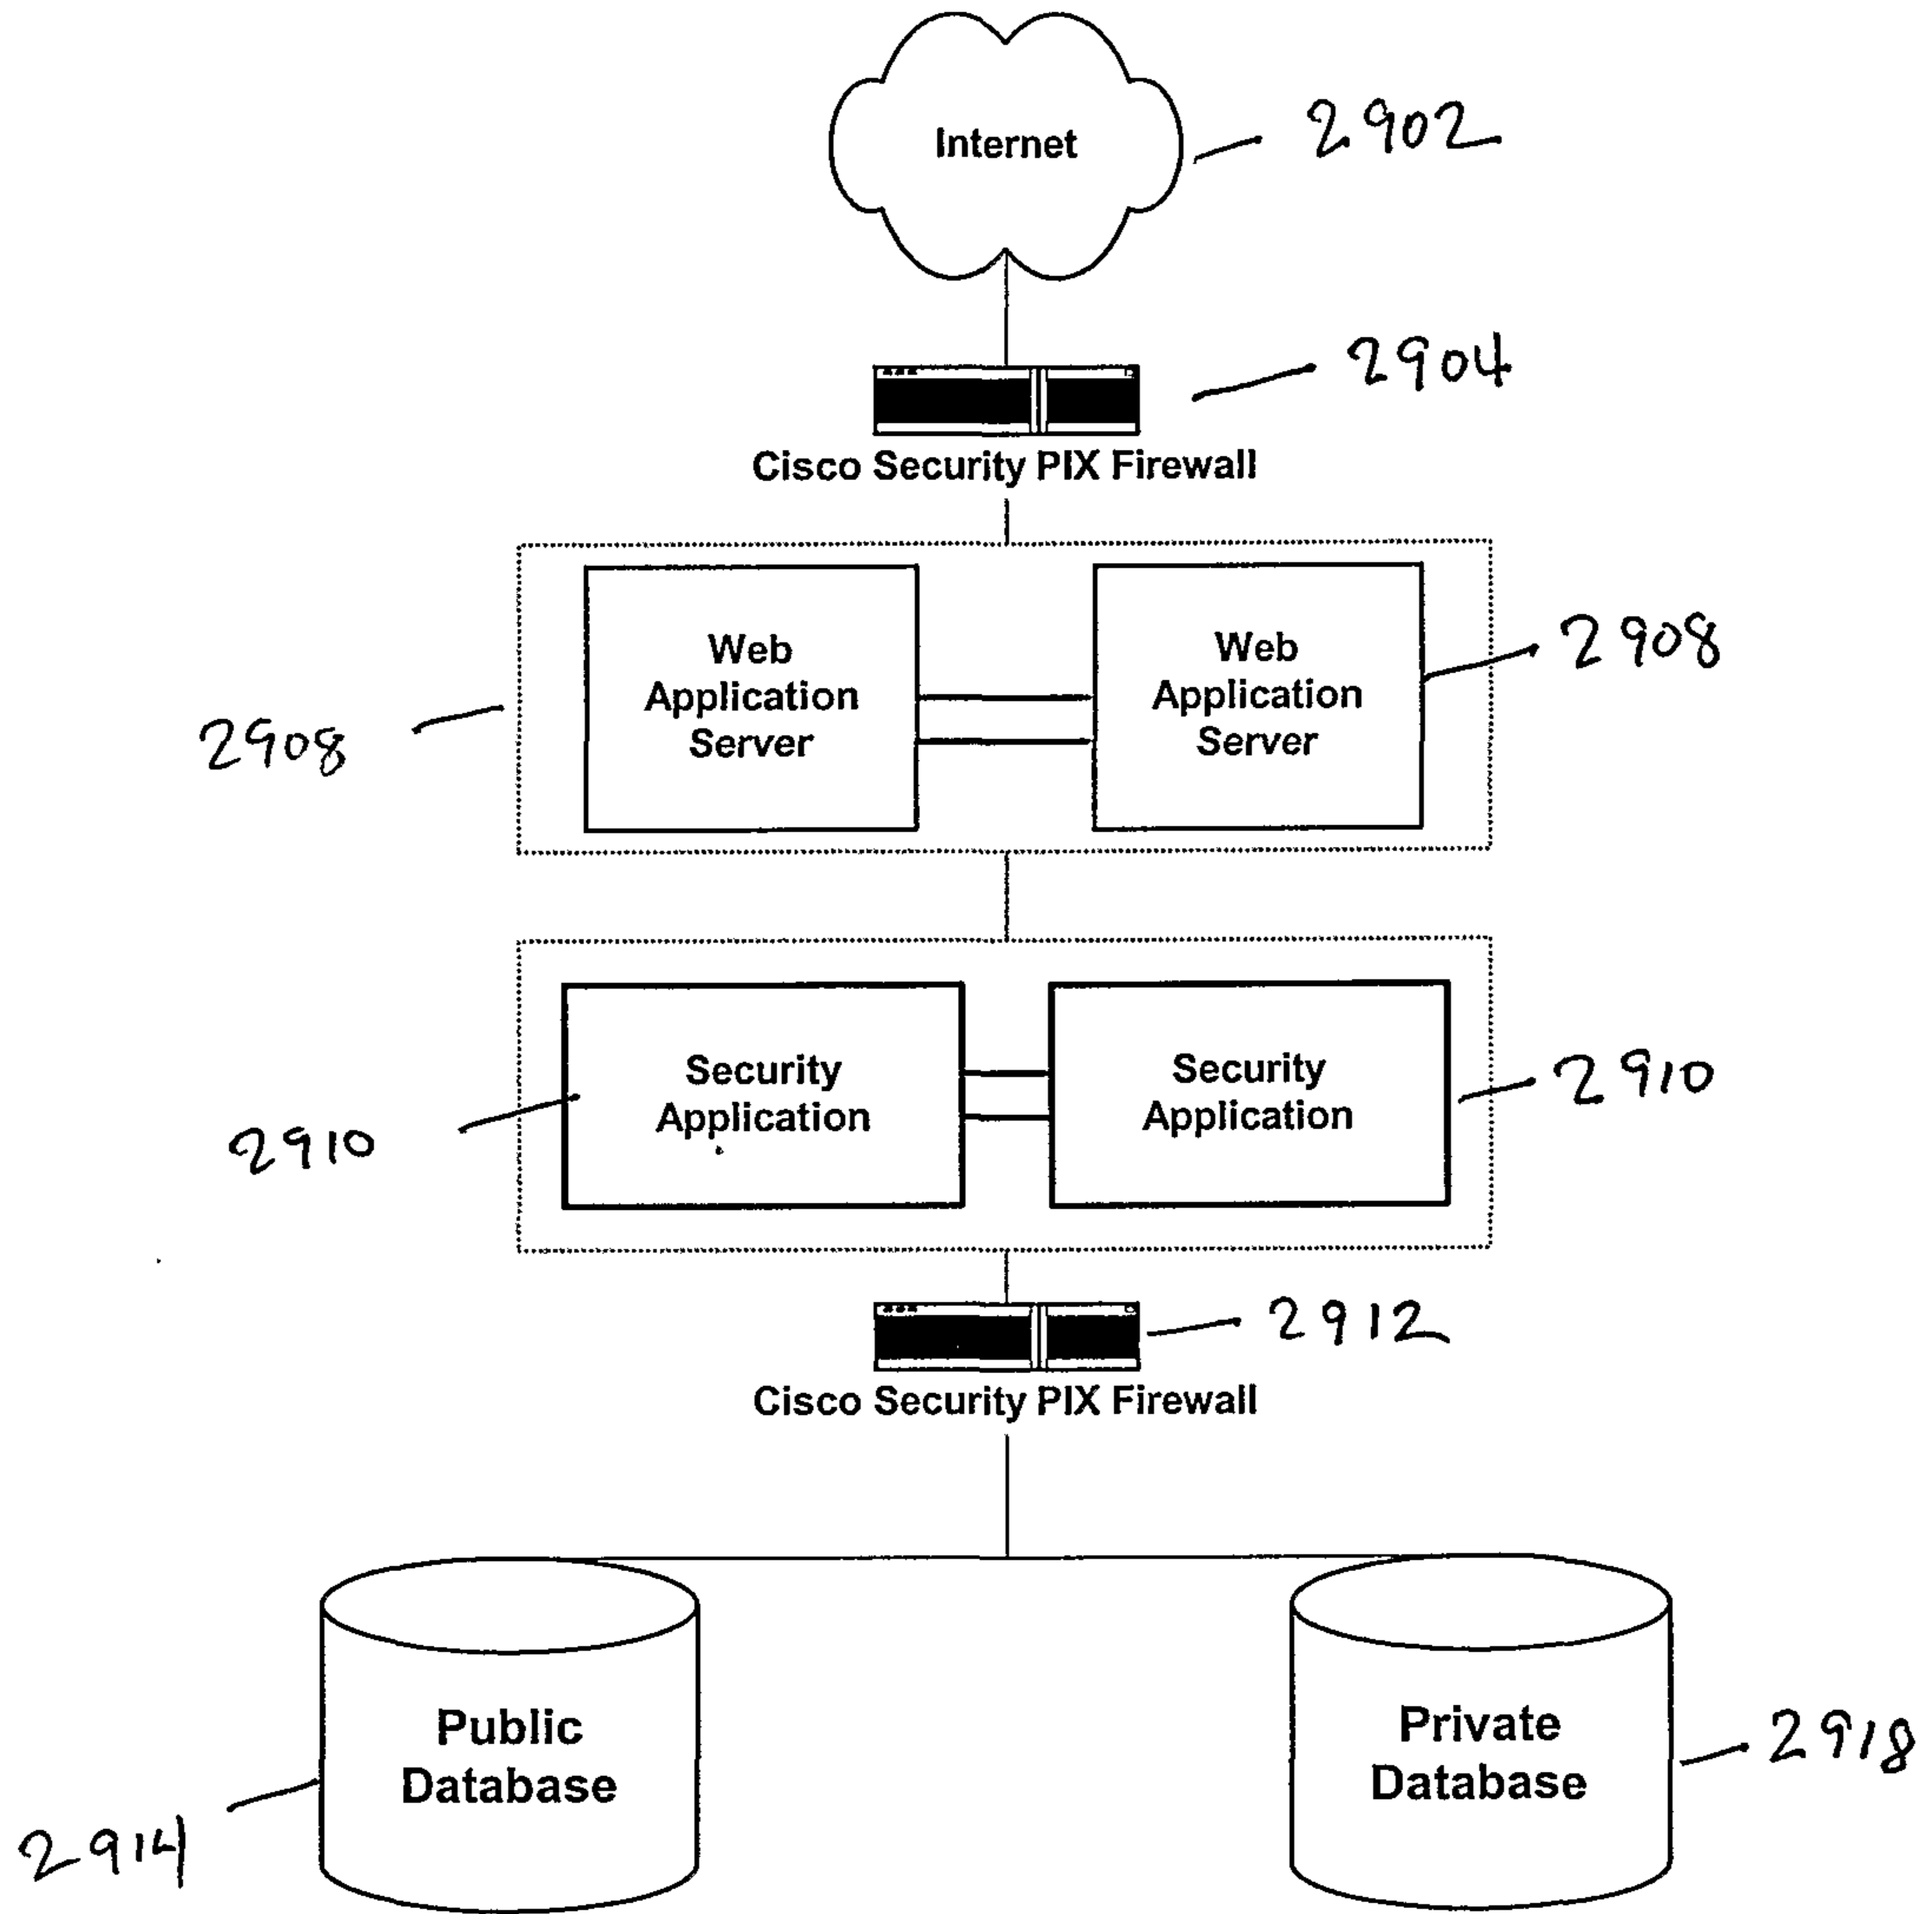 Internet
2902
2904
Cisco Security PIX Firewall
Web
Application
Server
Web
Application
Server
2908
2908
Security
Application
Security
Application
2910
2910
2912
Cisco Security PIX Firewall
Public
Database
Private
Database
2918
2914